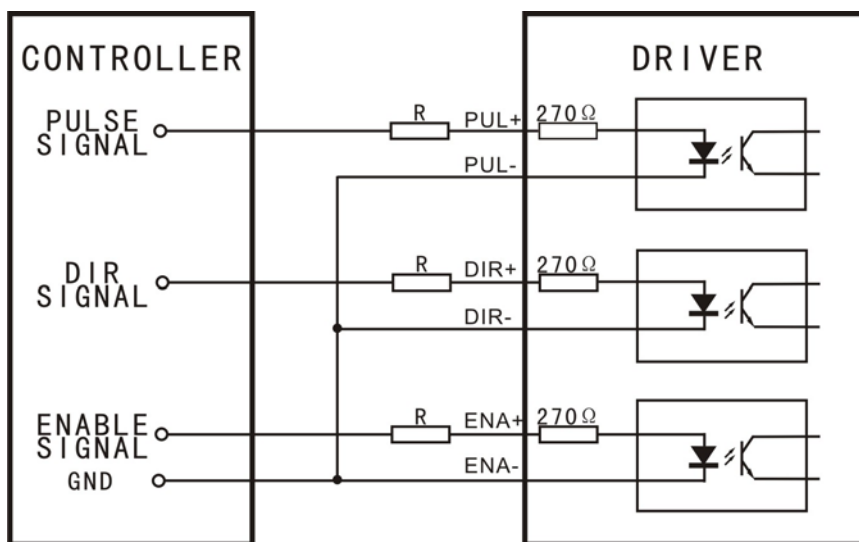 CONTROLLER
DRIVER
PULSE
SIGNAL
R
PUL+
270Ω
PUL-
DIR
SIGNAL
R
DIR+
270Ω
DIR-
ENABLE
SIGNAL
R
ENA+
270Ω
ENA-
GND